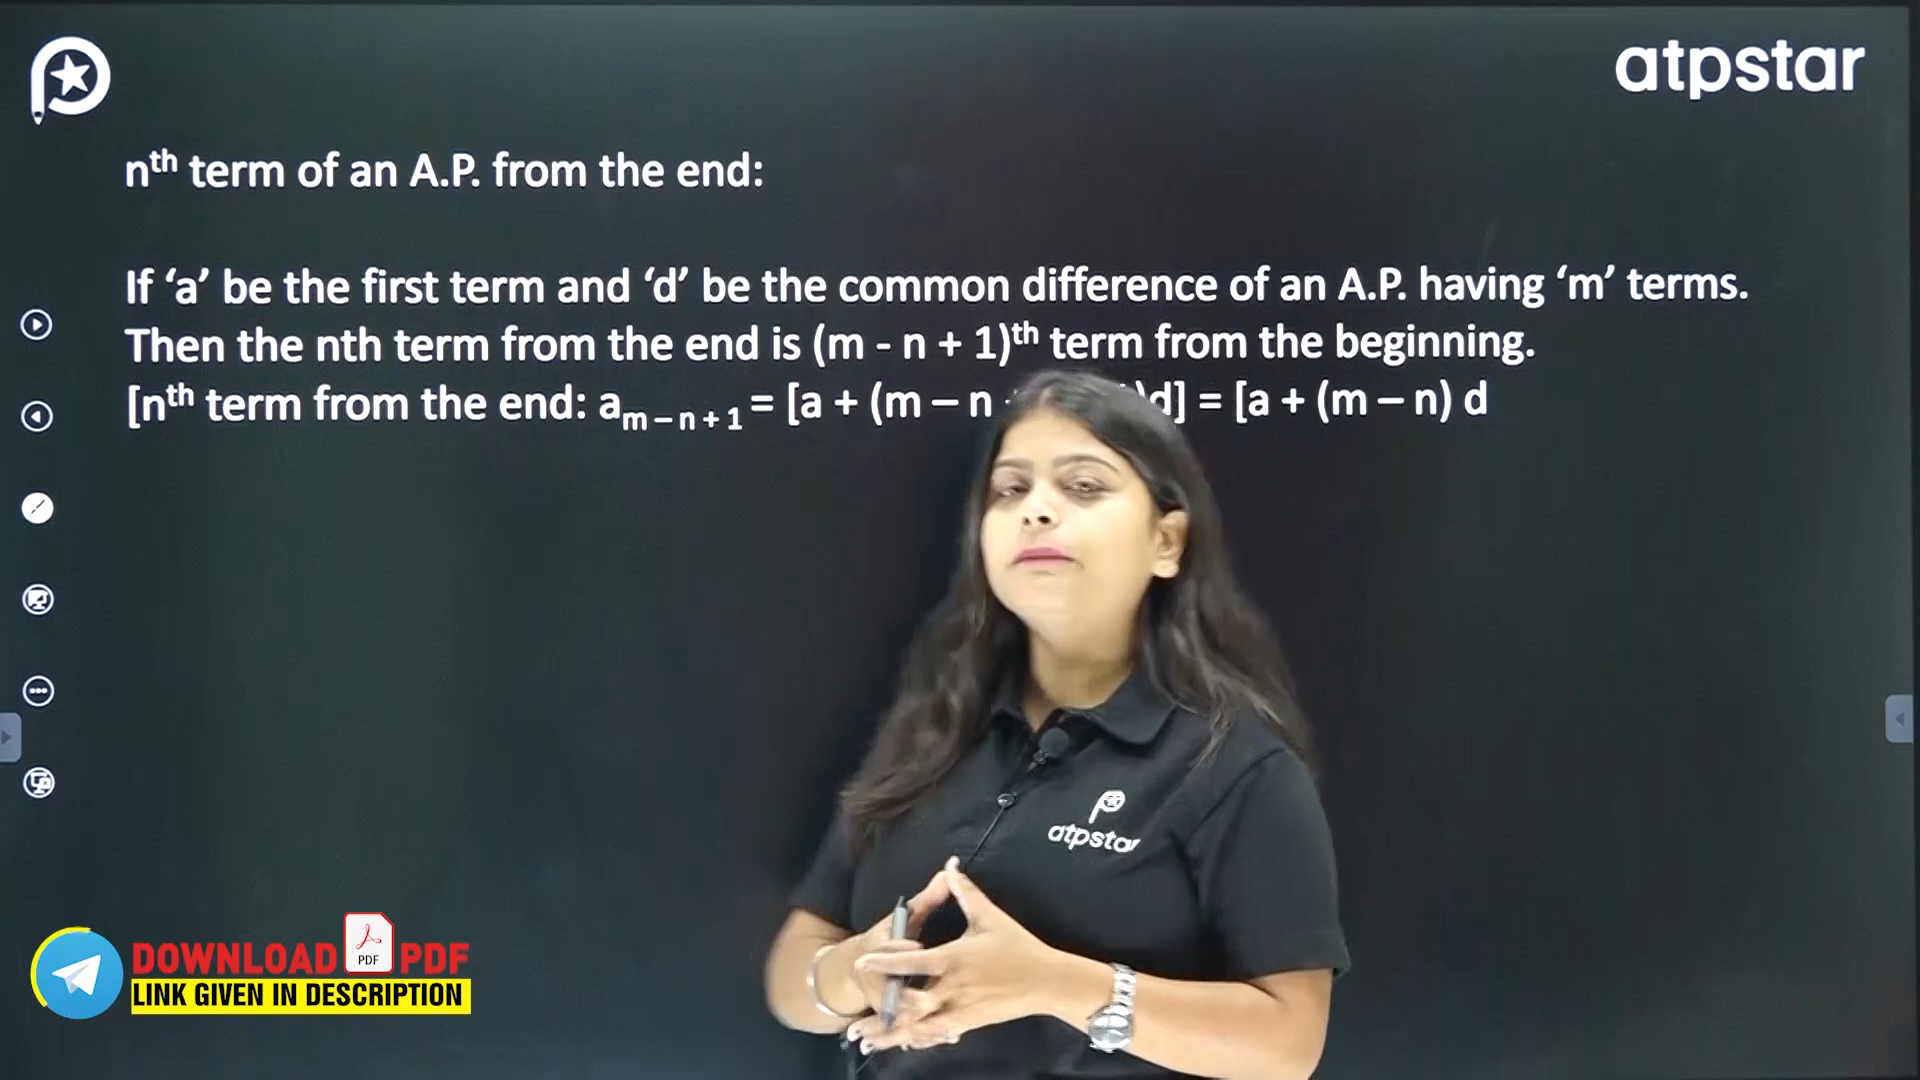 atpstar
nᵗʰ term of an A.P. from the end:
If ‘a’ be the first term and ‘d’ be the common difference of an A.P. having ‘m’ terms.
Then the nth term from the end is (m - n + 1)ᵗʰ term from the beginning.
[nᵗʰ term from the end: a m – n + 1 = [a + (m – n )d] = [a + (m – n) d
atpstar
DOWNLOAD PDF PDF
LINK GIVEN IN DESCRIPTION